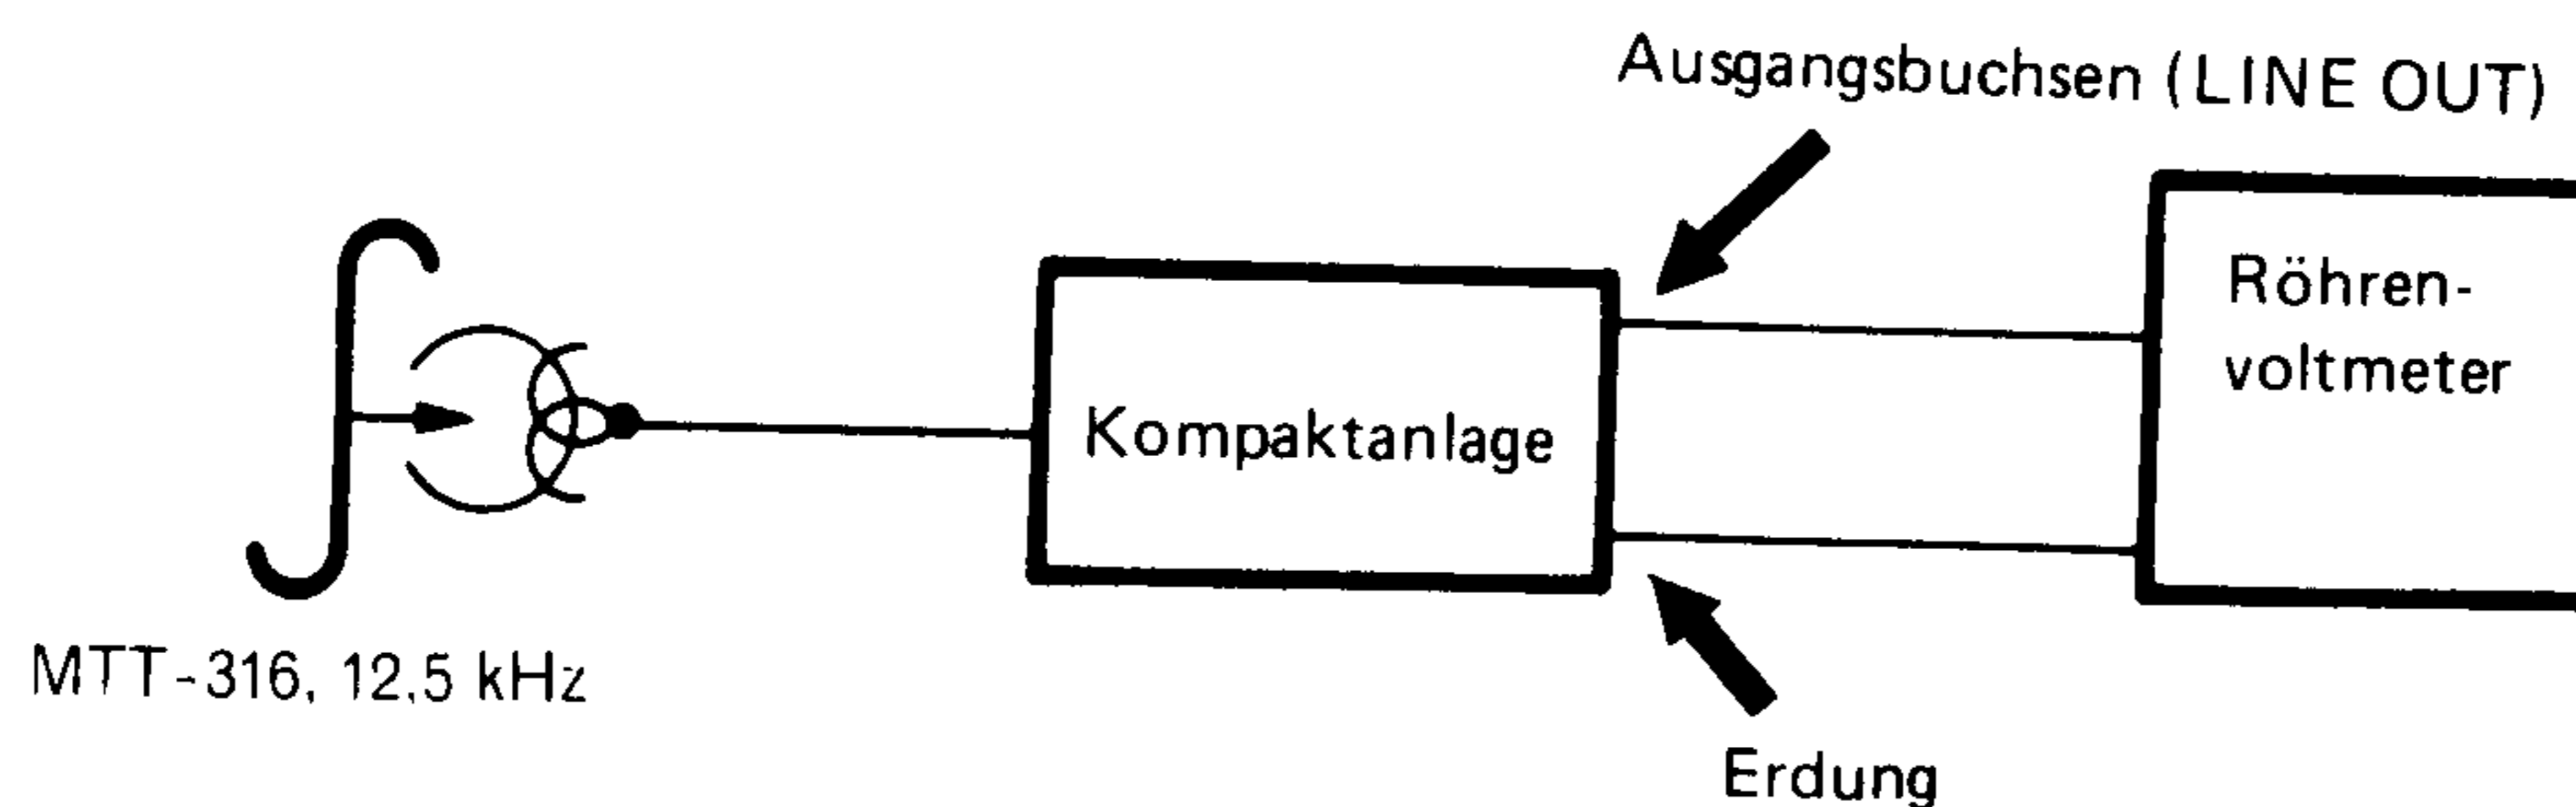 Ausgangsbuchsen (LINE OUT)
Röhren-
voltmeter
Kompaktanlage
MTT-316, 12,5 kHz
Erdung